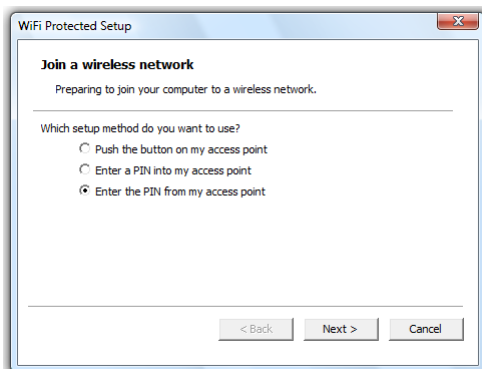 WiFi Protected Setup
Join a wireless network
Preparing to join your computer to a wireless network.
Which setup method do you want to use?
Push the button on my access point
Enter a PIN into my access point
Enter the PIN from my access point
< Back Next > Cancel